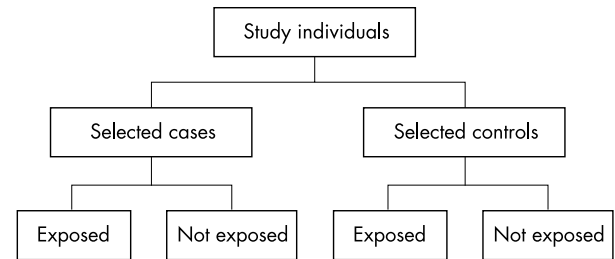 Study individuals
Selected cases
Selected controls
Exposed
Not exposed
Exposed
Not exposed